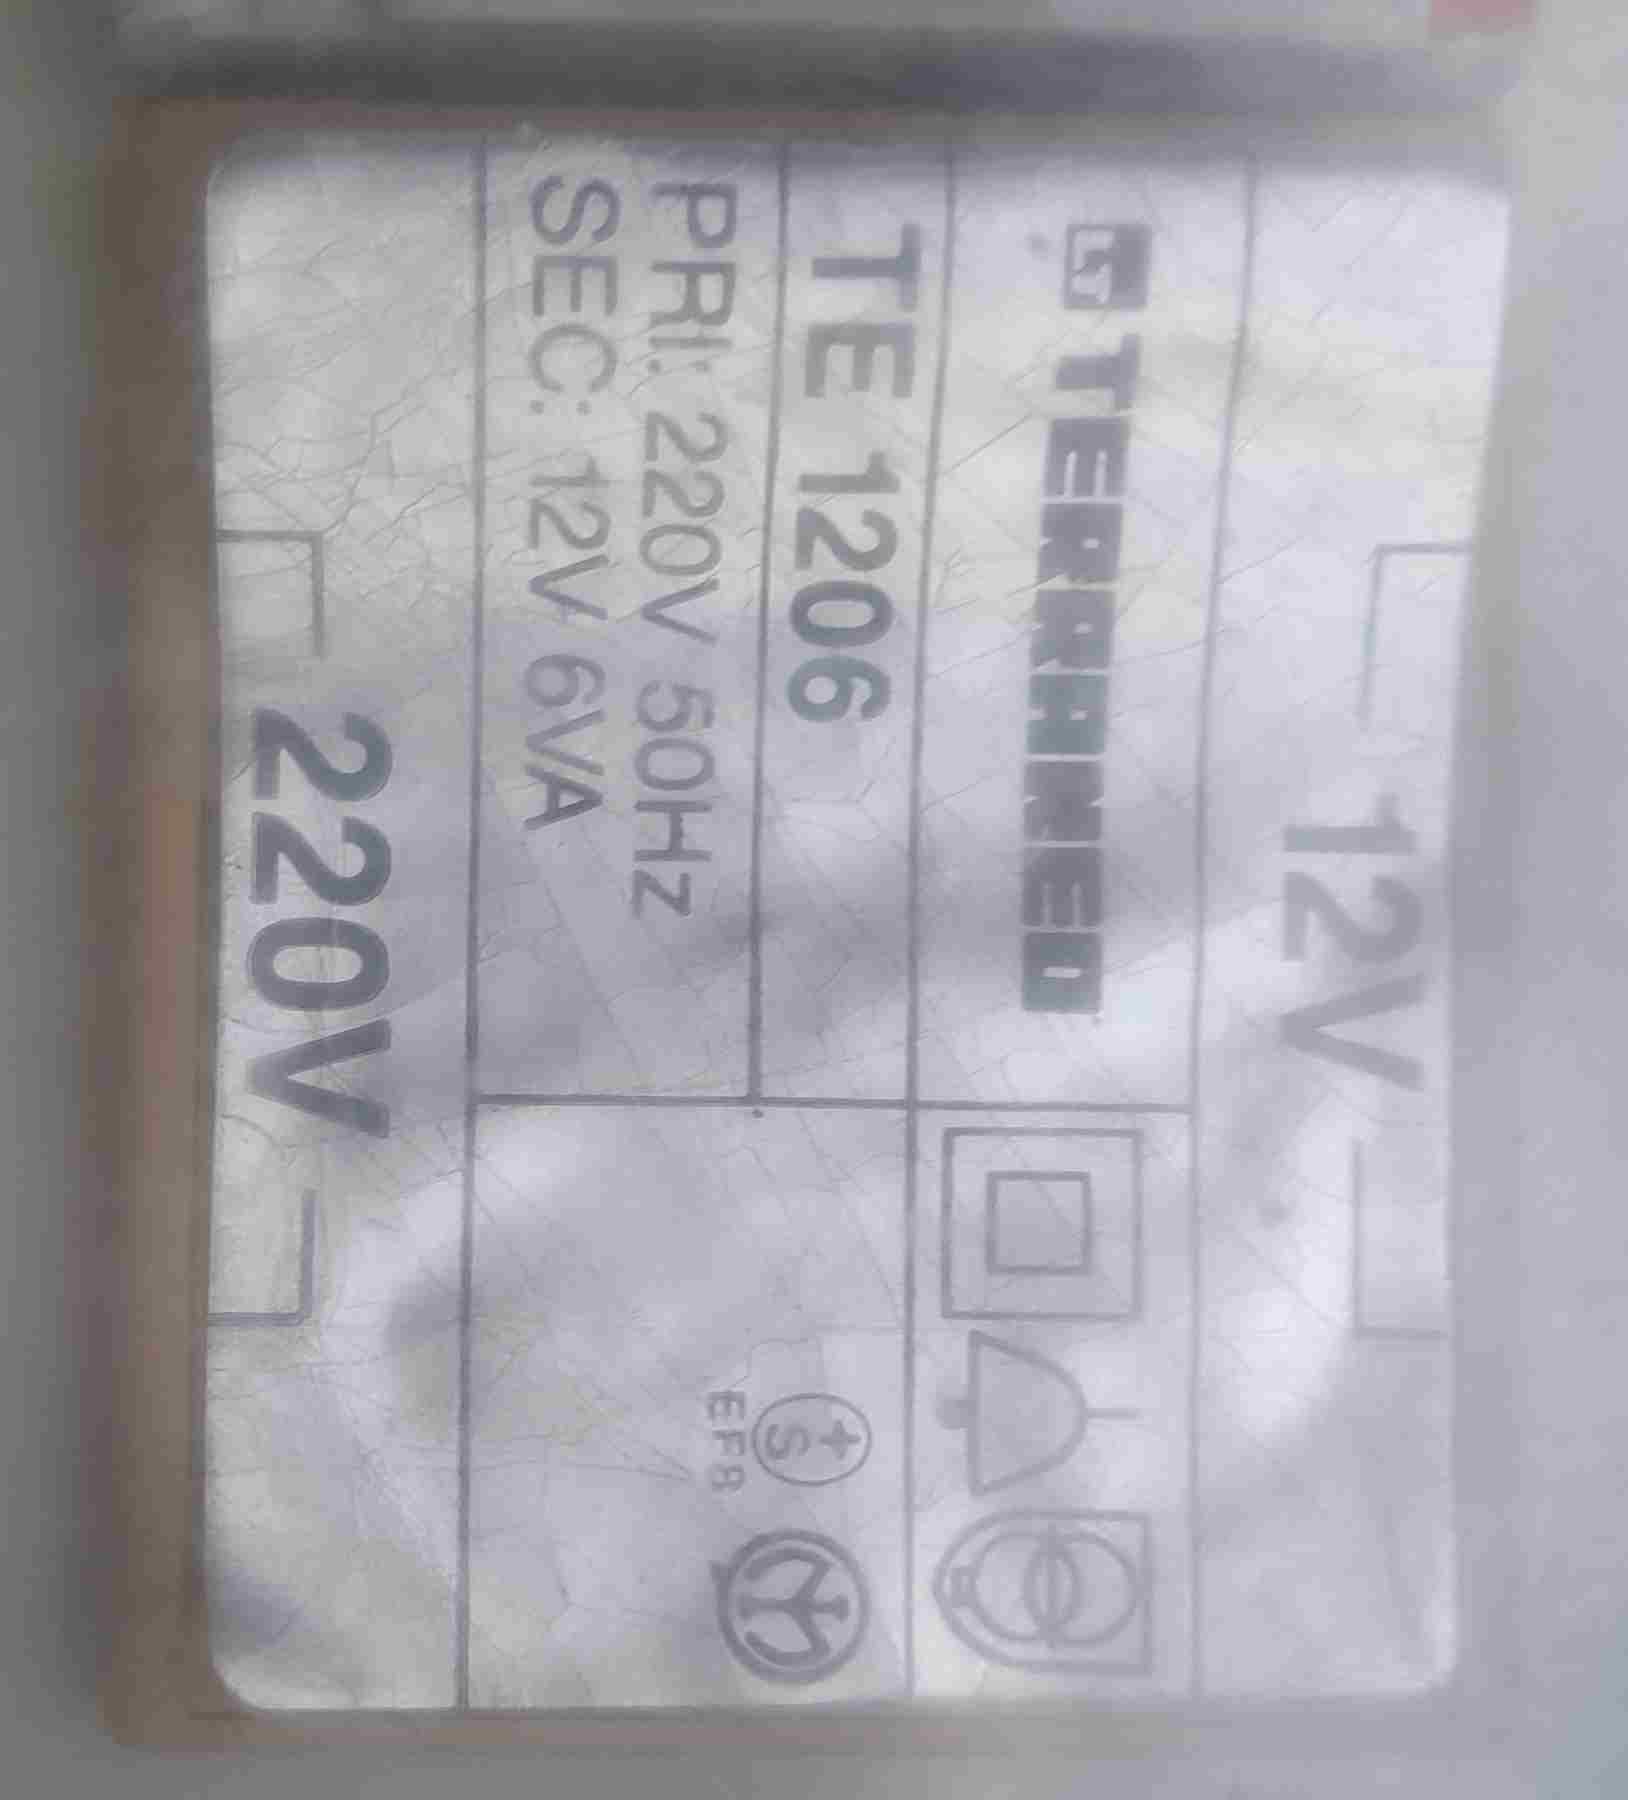 12V
TERRANEO
TE 1206
PRI: 220V 50Hz
SEC: 12V 6VA
+S
EF8
220V